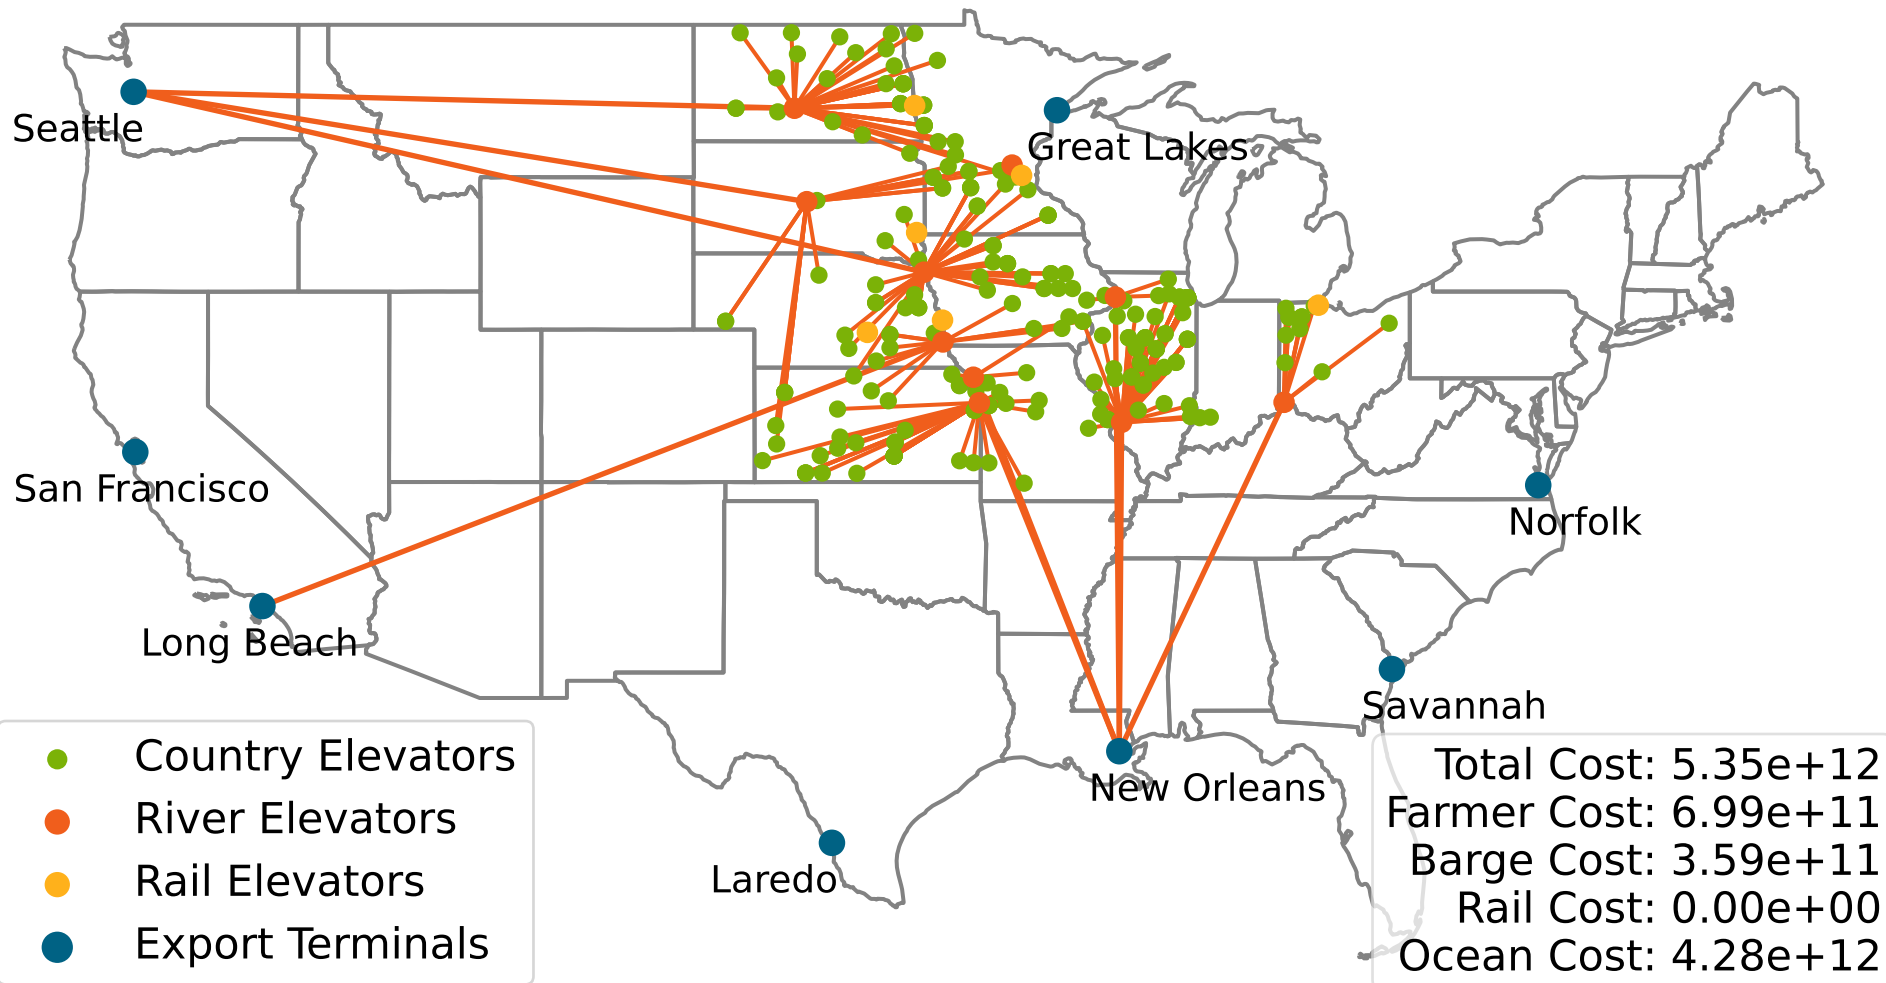 Seattle
Great Lakes
San Francisco
Norfolk
Long Beach
Savannah
New Orleans
Laredo
Country Elevators
River Elevators
Rail Elevators
Export Terminals
Total Cost: 5.35e+12
Farmer Cost: 6.99e+11
Barge Cost: 3.59e+11
Rail Cost: 0.00e+00
Ocean Cost: 4.28e+12